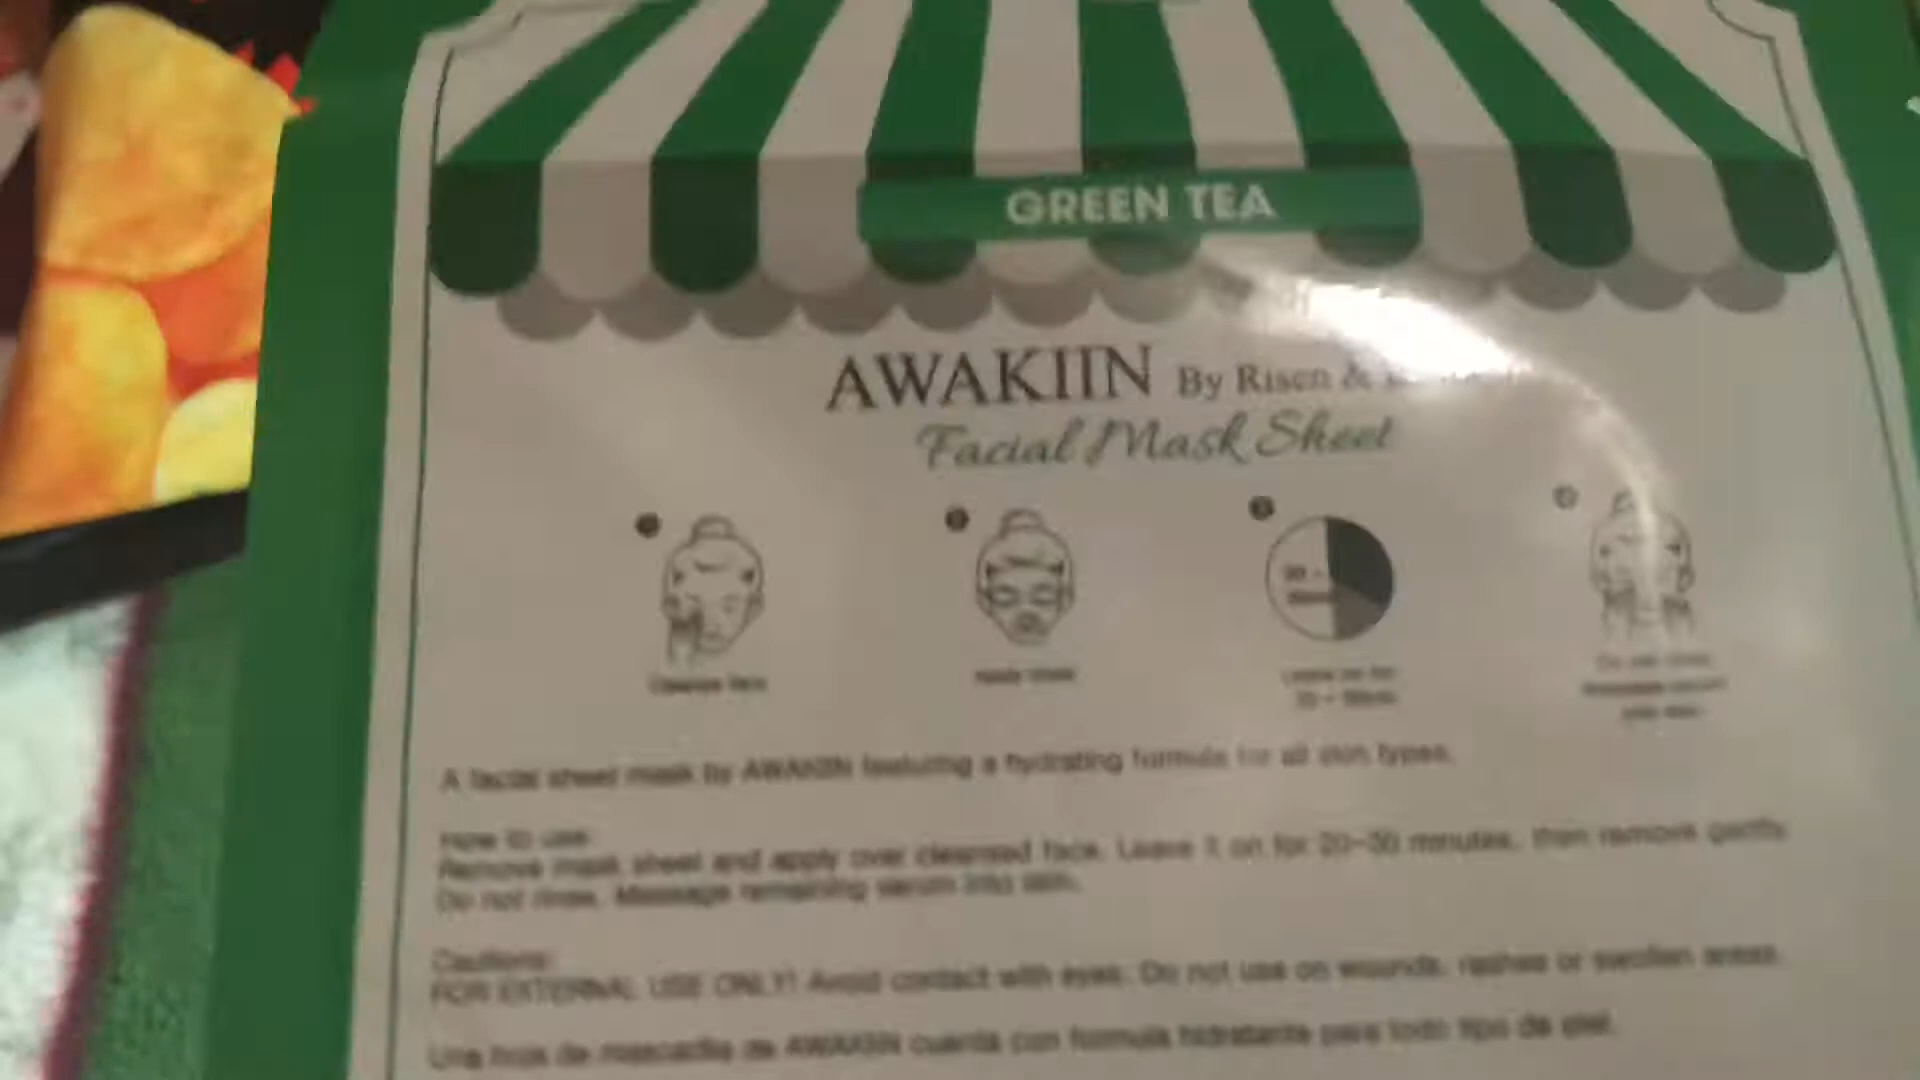 GREEN TEA
AWAKIIN By Risen &
Facial Mask Sheet
Cleanse face
A facial sheet mask by AWAKIIN featuring a hydrating formula for all skin types.
How to use:
Remove mask sheet and apply over cleansed face. Leave it on for 20~30 minutes, then remove gently.
Do not rinse. Massage remaining serum into skin.
Cautions:
FOR EXTERNAL USE ONLY! Avoid contact with eyes. Do not use on wounds, rashes or swollen areas.
Una hoja de mascarilla de AWAKIIN cuenta con formula hidratante para todo tipo de piel.